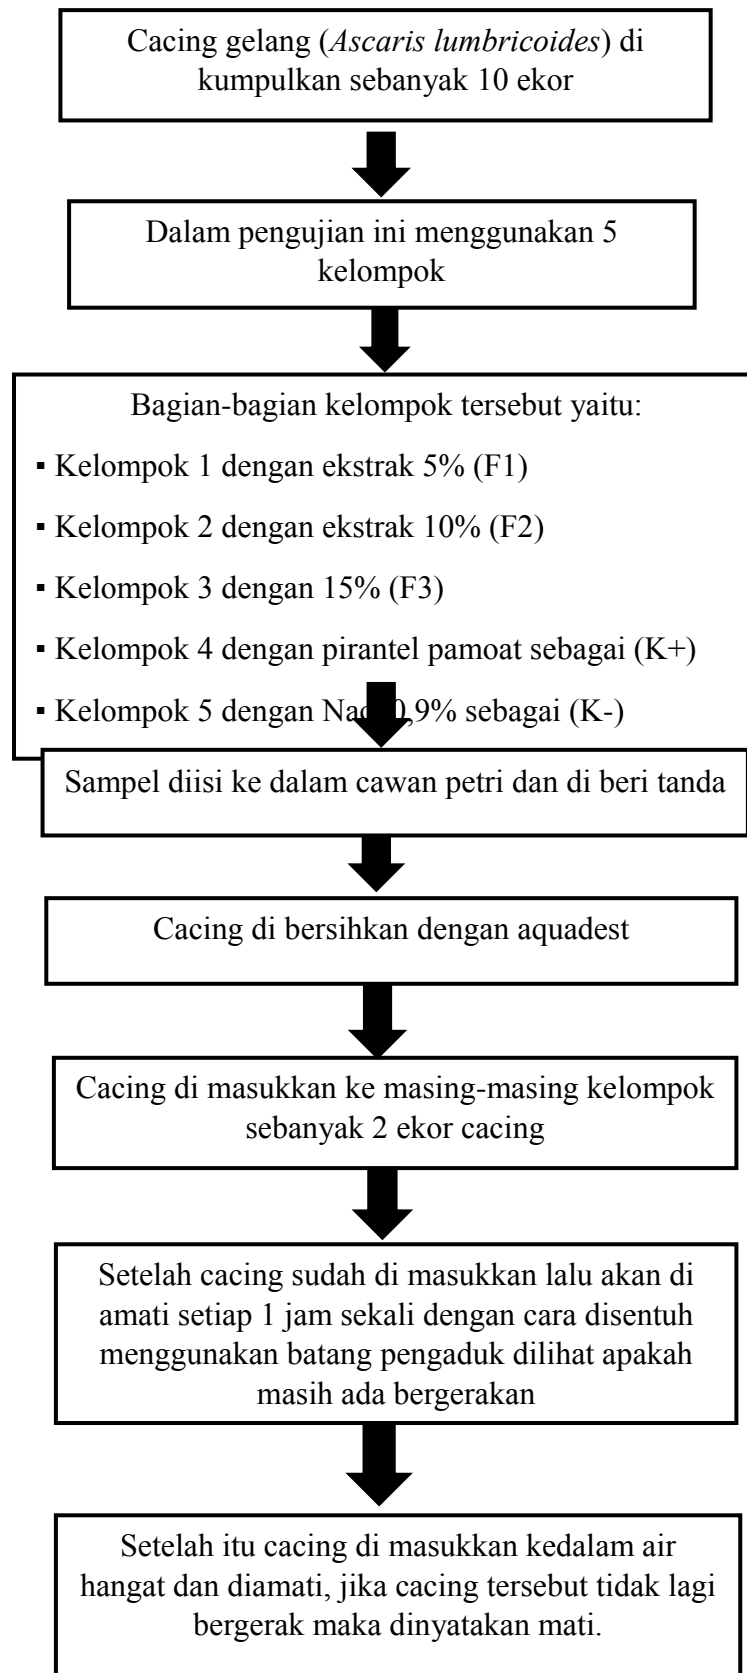 Cacing gelang (Ascaris lumbricoides) di
kumpulkan sebanyak 10 ekor
Dalam pengujian ini menggunakan 5
kelompok
Bagian-bagian kelompok tersebut yaitu:
▪ Kelompok 1 dengan ekstrak 5% (F1)
▪ Kelompok 2 dengan ekstrak 10% (F2)
▪ Kelompok 3 dengan 15% (F3)
▪ Kelompok 4 dengan pirantel pamoat sebagai (K+)
▪ Kelompok 5 dengan 0,9% sebagai (K-)
Sampel diisi ke dalam cawan petri dan di beri tanda
Cacing di bersihkan dengan aquadest
Cacing di masukkan ke masing-masing kelompok
sebanyak 2 ekor cacing
Setelah cacing sudah di masukkan lalu akan di
amati setiap 1 jam sekali dengan cara disentuh
menggunakan batang pengaduk dilihat apakah
masih ada bergerakan
Setelah itu cacing di masukkan kedalam air
hangat dan diamati, jika cacing tersebut tidak lagi
bergerak maka dinyatakan mati.